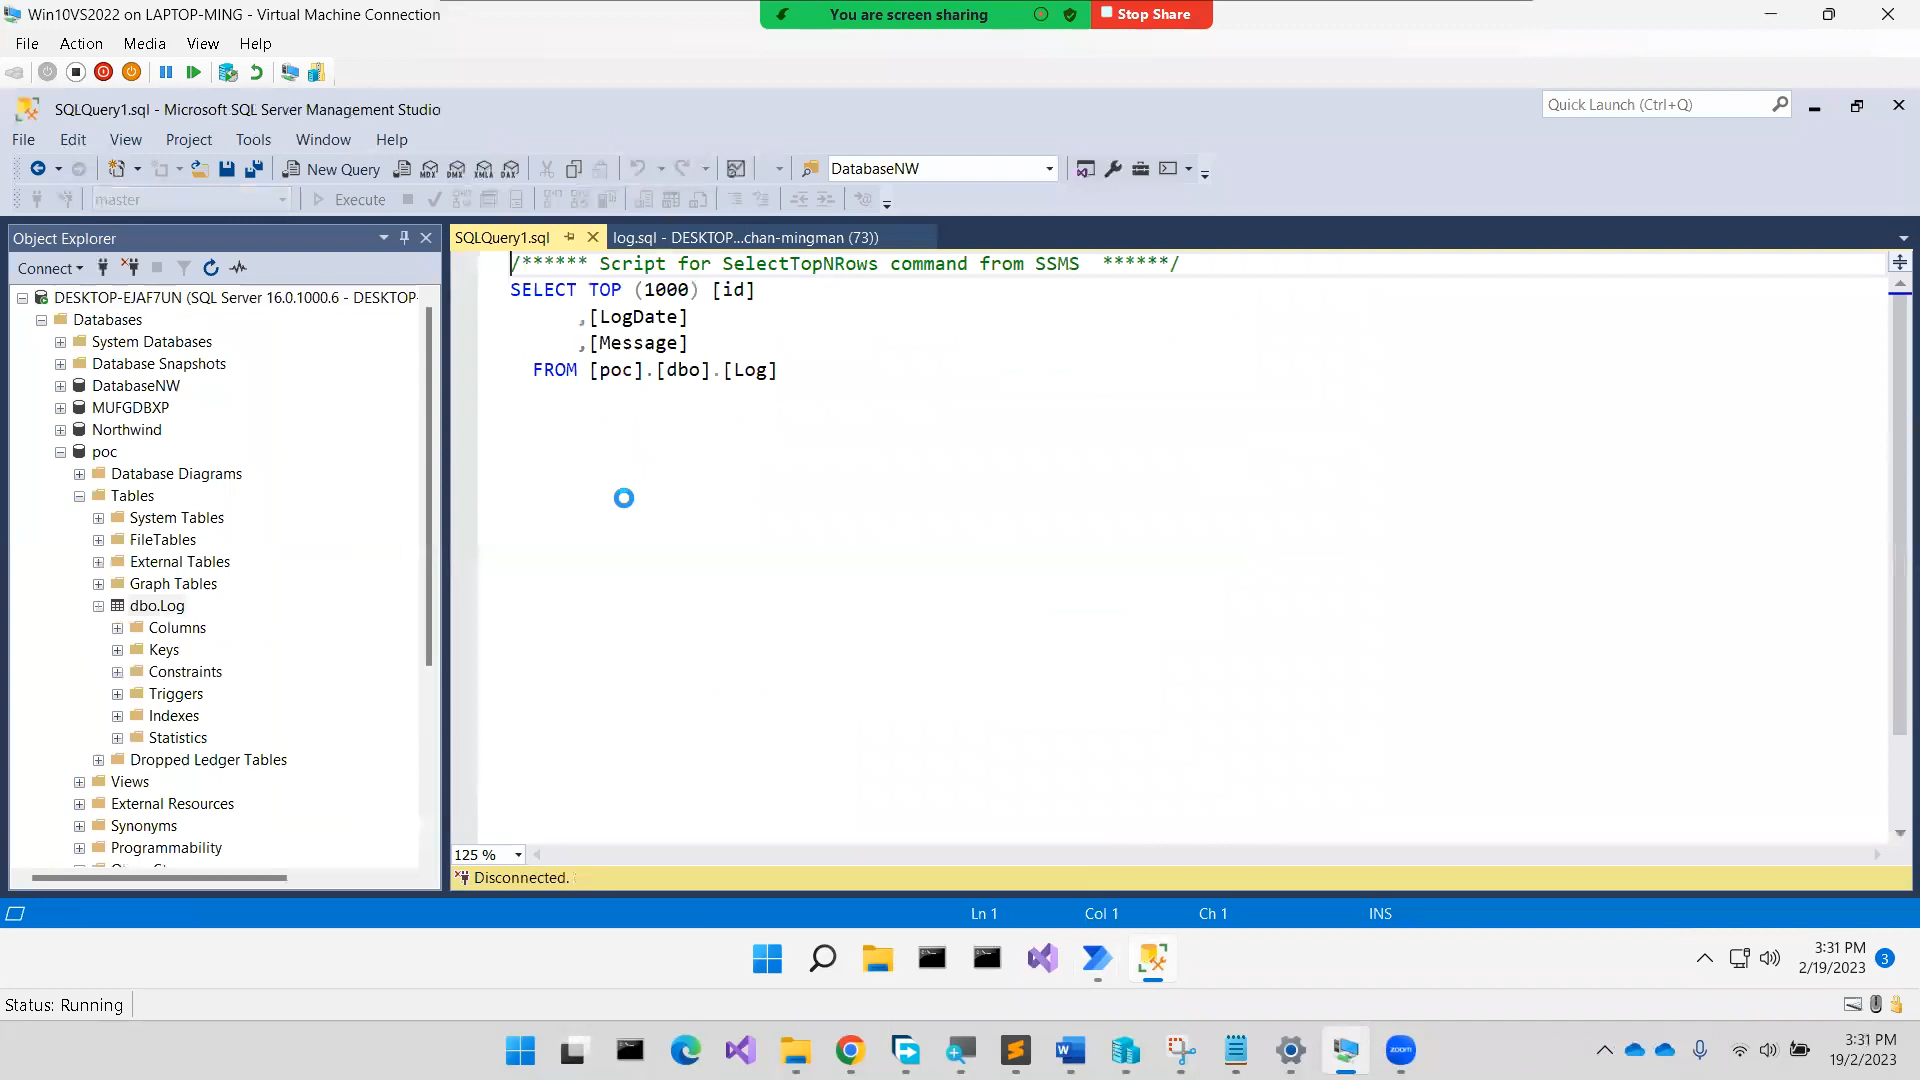 Win10VS2022 on LAPTOP-MING - Virtual Machine Connection
You are screen sharing
Stop Share
File Action Media View Help
SQLQuery1.sql - Microsoft SQL Server Management Studio
Quick Launch (Ctrl+Q)
File Edit View Project Tools Window Help
New Query
MDX
DMX
XMLA
DAX
DatabaseNW
master
Execute
Object Explorer
SQLQuery1.sql
log.sql - DESKTOP...chan-mingman (73))
Connect
DESKTOP-EJAF7UN (SQL Server 16.0.1000.6 - DESKTOP-
Databases
System Databases
Database Snapshots
DatabaseNW
MUFGDBXP
Northwind
poc
Database Diagrams
Tables
System Tables
FileTables
External Tables
Graph Tables
dbo.Log
Columns
Keys
Constraints
Triggers
Indexes
Statistics
Dropped Ledger Tables
Views
External Resources
Synonyms
Programmability
/****** Script for SelectTopNRows command from SSMS  ******/
SELECT TOP (1000) [id]
,[LogDate]
,[Message]
FROM [poc].[dbo].[Log]
125 %
Disconnected.
Ln 1 Col 1 Ch 1 INS
3:31 PM
2/19/2023
3
Status: Running
zoom
3:31 PM
19/2/2023